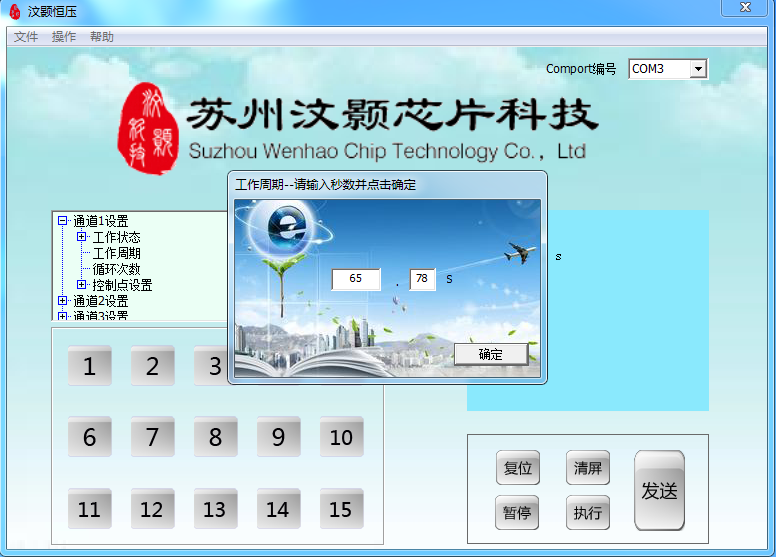 汶颢恒压
文件 操作 帮助
Comport编号 COM3
汶颢科技
苏州汶颢芯片科技
Suzhou Wenhao Chip Technology Co.，Ltd
工作周期--请输入秒数并点击确定
65 . 78 s
确定
s
通道1设置
工作状态
工作周期
循环次数
控制点设置
通道2设置
通道3设置
1 2 3
6 7 8 9 10
11 12 13 14 15
复位 清屏
发送
暂停 执行